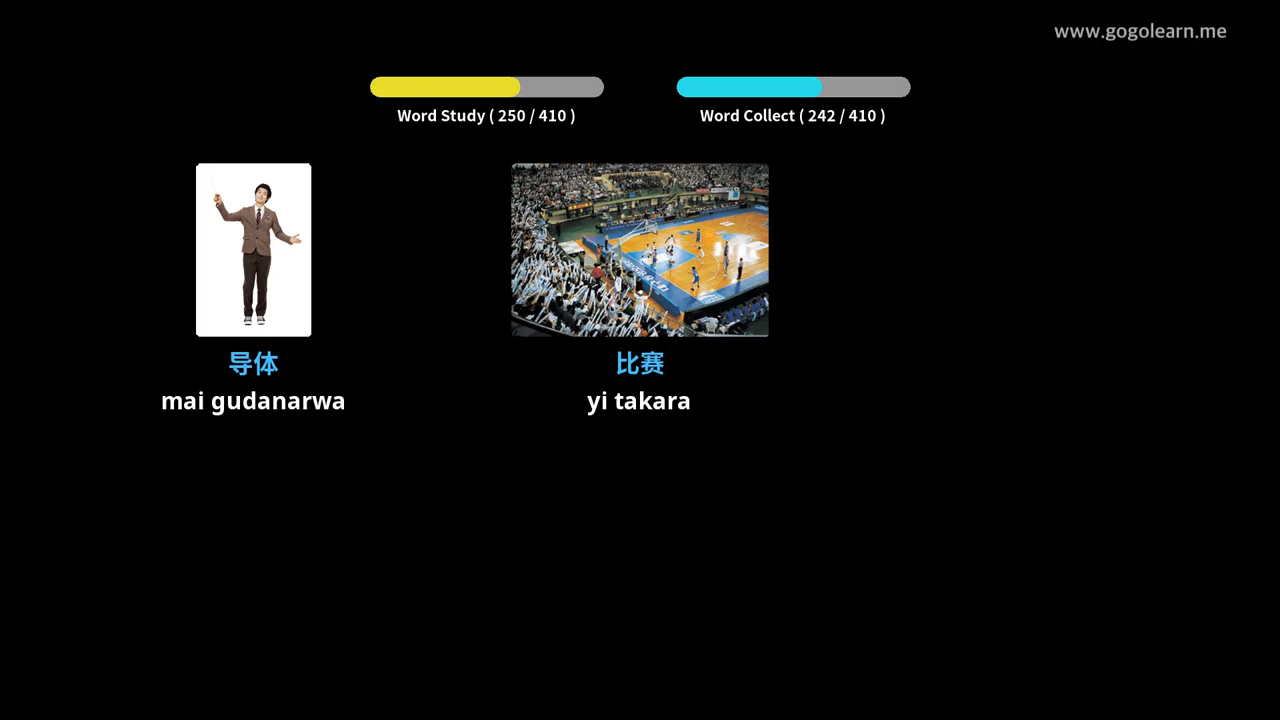 www.gogolearn.me
Word Study ( 250 / 410 )
Word Collect ( 242 / 410 )
导体
mai gudanarwa
比赛
yi takara